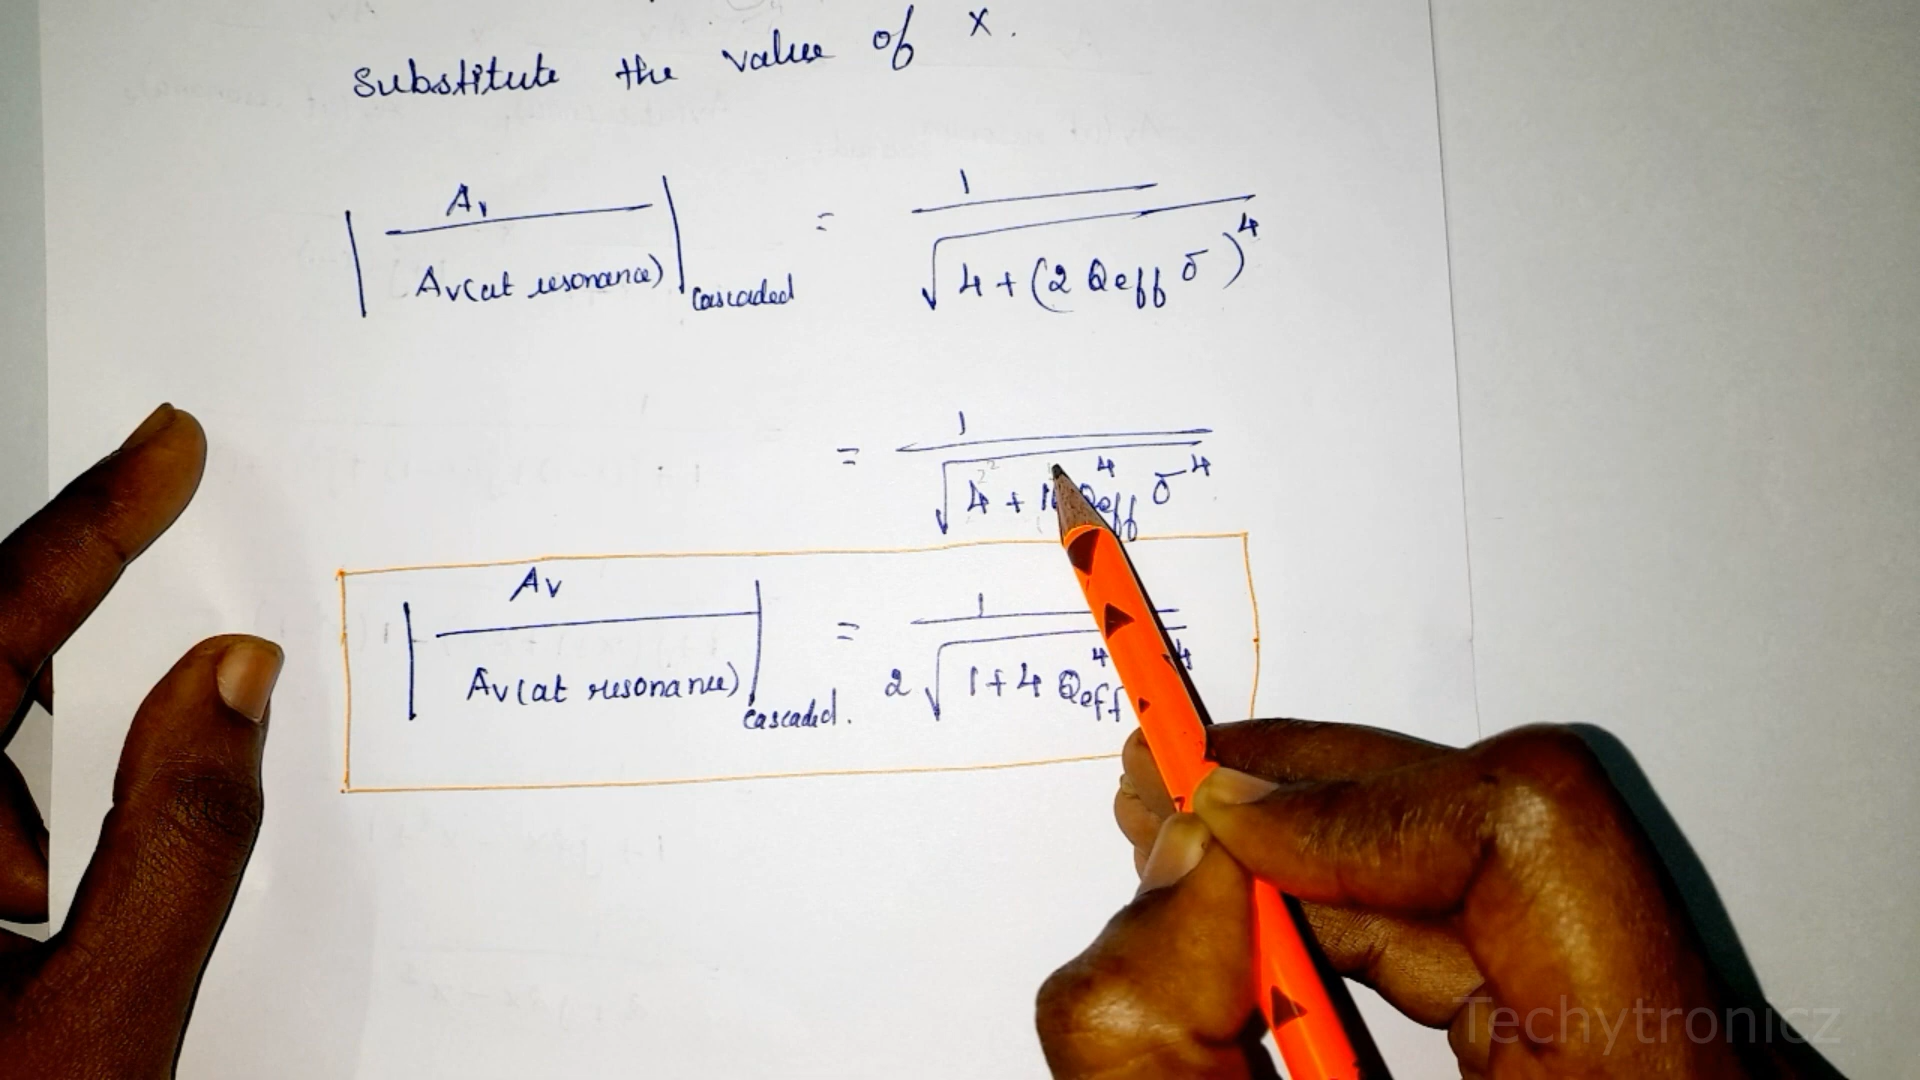 Substitute the value of x.
| Av / Av(at resonance) | cascaded = 1 / √(4 + (2 Qeff δ)^4)
= 1 / √(4 + 16 Qeff^4 δ^4)
| Av / Av(at resonance) | cascaded. = 1 / 2√(1 + 4 Qeff^4 ^4
Techytronicz